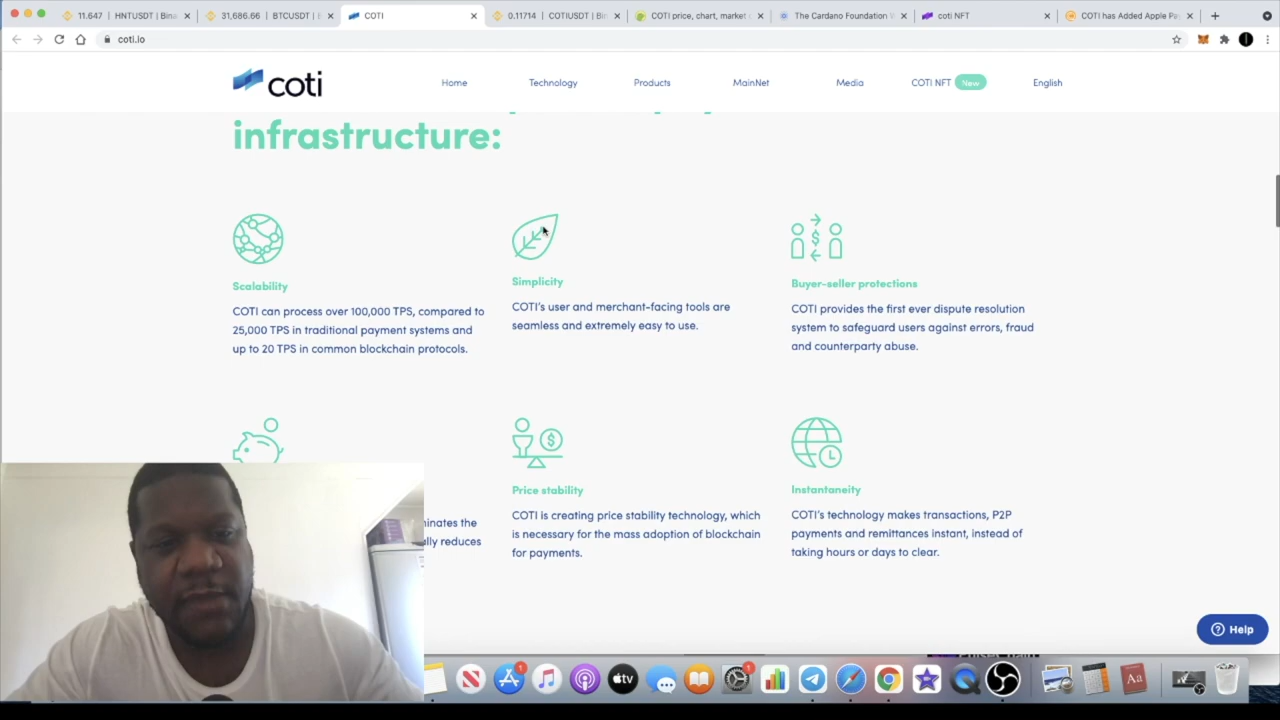 11.647 | HNTUSDT | Bina
31,686.66 | BTCUSDT | B
COTI
0.11714 | COTIUSDT | Bin
COTI price, chart, market
The Cardano Foundation
coti NFT
COTI has Added Apple Pa
coti.io
coti
Home
Technology
Products
MainNet
Media
COTI NFT New
English
infrastructure:
Scalability
COTI can process over 100,000 TPS, compared to
25,000 TPS in traditional payment systems and
up to 20 TPS in common blockchain protocols.
Simplicity
COTI's user and merchant-facing tools are
seamless and extremely easy to use.
Buyer-seller protections
COTI provides the first ever dispute resolution
system to safeguard users against errors, fraud
and counterparty abuse.
inates the
lly reduces
Price stability
COTI is creating price stability technology, which
is necessary for the mass adoption of blockchain
for payments.
Instantaneity
COTI's technology makes transactions, P2P
payments and remittances instant, instead of
taking hours or days to clear.
Help
1
tv
1
Aa